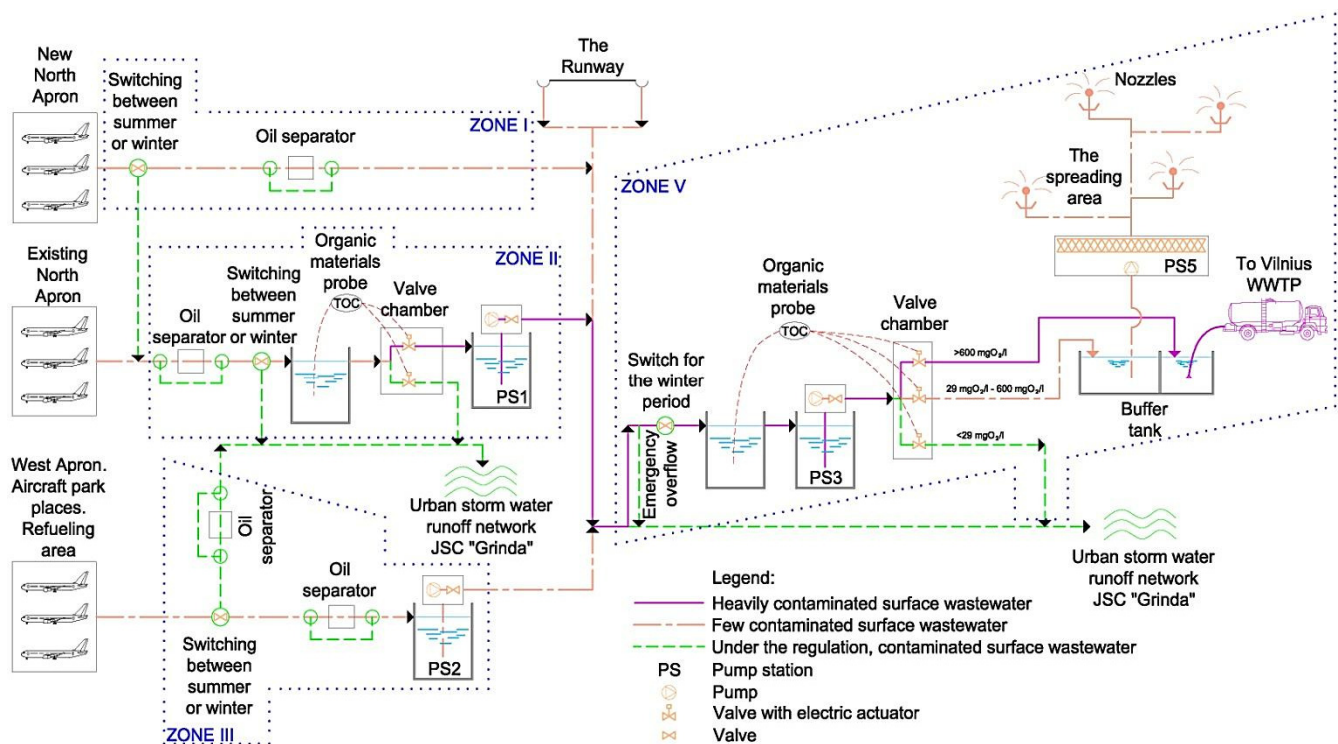 New
North
Apron
Switching
between
summer
or winter
Oil separator
ZONE I
The
Runway
Nozzles
The
spreading
area
ZONE V
PS5
To Vilnius
WWTP
Existing
North
Apron
Oil
separator
Switching
between
summer
or winter
Organic
materials
probe
TOC
Valve
chamber
ZONE II
PS1
Organic
materials
probe
TOC
Valve
chamber
>600 mgO₂/l
29 mgO₂/l - 600 mgO₂/l
<29 mgO₂/l
Buffer
tank
Switch for
the winter
period
Emergency
overflow
PS3
West Apron.
Aircraft park
places.
Refueling
area
Oil
separator
Oil
separator
Urban storm water
runoff network
JSC "Grinda"
Urban storm water
runoff network
JSC "Grinda"
Switching
between
summer
or winter
PS2
ZONE III
Legend:
Heavily contaminated surface wastewater
Few contaminated surface wastewater
Under the regulation, contaminated surface wastewater
PS Pump station
Pump
Valve with electric actuator
Valve